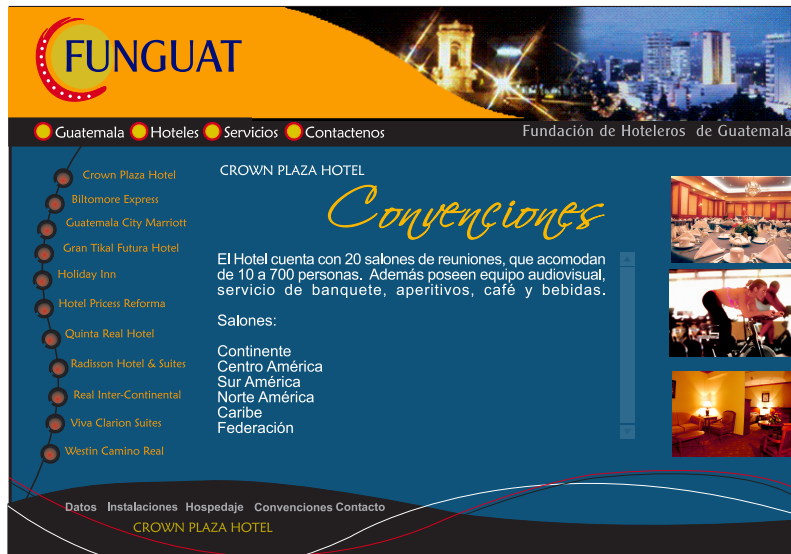 FUNGUAT
Guatemala Hoteles Servicios Contactenos
Fundación de Hoteleros de Guatemala
Crown Plaza Hotel
Biltomore Express
Guatemala City Marriott
Gran Tikal Futura Hotel
Holiday Inn
Hotel Pricess Reforma
Quinta Real Hotel
Radisson Hotel & Suites
Real Inter-Continental
Viva Clarion Suites
Westin Camino Real
CROWN PLAZA HOTEL
Convenciones
El Hotel cuenta con 20 salones de reuniones, que acomodan
de 10 a 700 personas. Además poseen equipo audiovisual,
servicio de banquete, aperitivos, café y bebidas.
Salones:
Continente
Centro América
Sur América
Norte América
Caribe
Federación
Datos Instalaciones Hospedaje Convenciones Contacto
CROWN PLAZA HOTEL